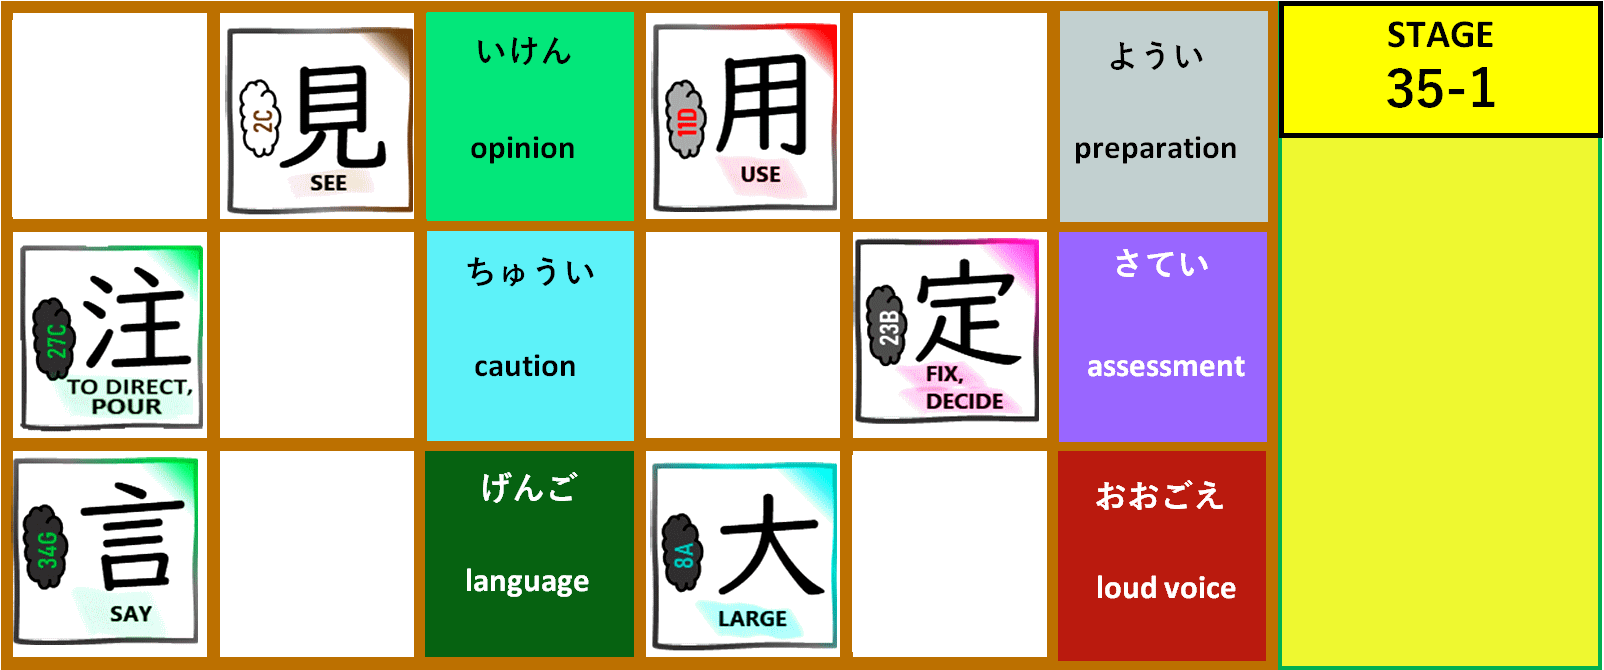 2C
見
SEE
いけん
opinion
11D
用
USE
ようい
preparation
STAGE
35-1
27C
注
TO DIRECT,
POUR
ちゅうい
caution
23B
定
FIX,
DECIDE
さてい
assessment
34G
言
SAY
げんご
language
8A
大
LARGE
おおごえ
loud voice